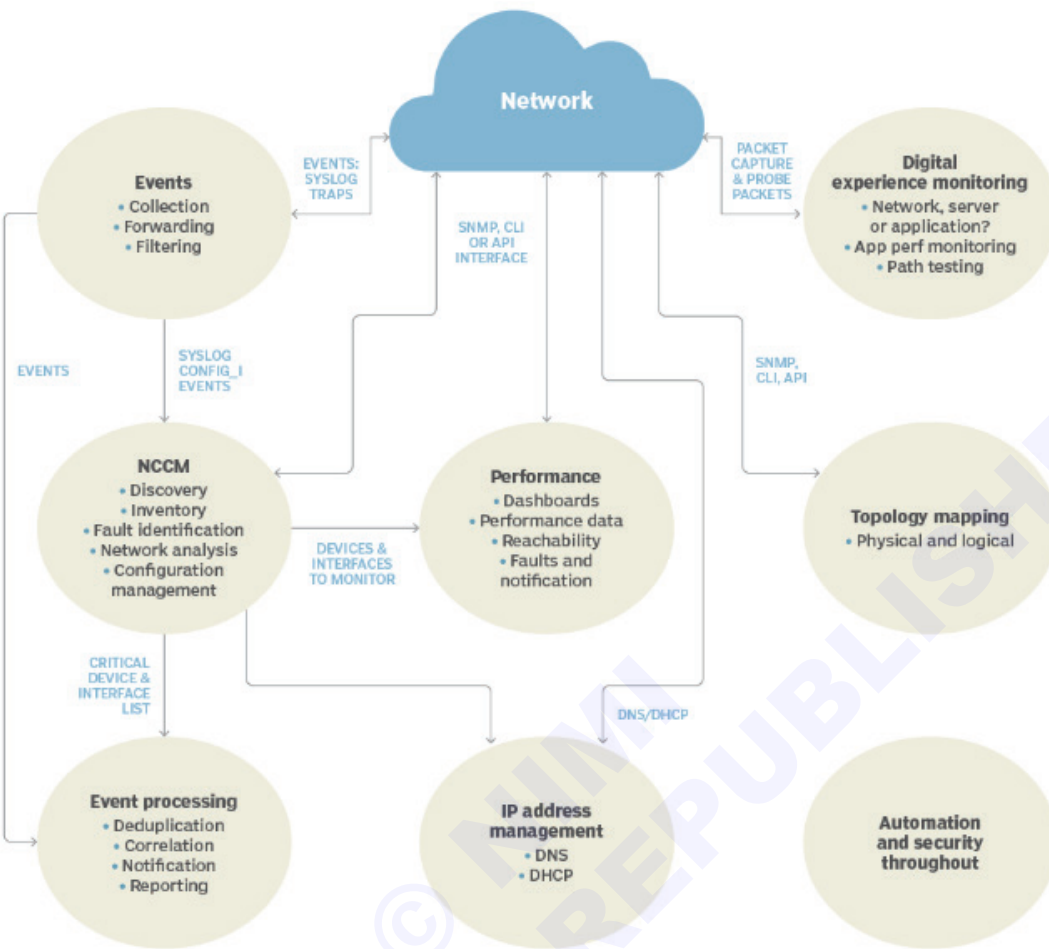 Network
EVENTS:
SYSLOG
TRAPS
PACKET
CAPTURE
& PROBE
PACKETS
Events
• Collection
• Forwarding
• Filtering
Digital
experience monitoring
• Network, server
or application?
• App perf monitoring
• Path testing
SNMP, CLI
OR API
INTERFACE
EVENTS
SYSLOG
CONFIG_I
EVENTS
SNMP,
CLI, API
NCCM
• Discovery
• Inventory
• Fault identification
• Network analysis
• Configuration
management
DEVICES &
INTERFACES
TO MONITOR
Performance
• Dashboards
• Performance data
• Reachability
• Faults and
notification
Topology mapping
• Physical and logical
CRITICAL
DEVICE &
INTERFACE
LIST
DNS/DHCP
Event processing
• Deduplication
• Correlation
• Notification
• Reporting
IP address
management
• DNS
• DHCP
Automation
and security
throughout
© NIMI
REPUBLISHE